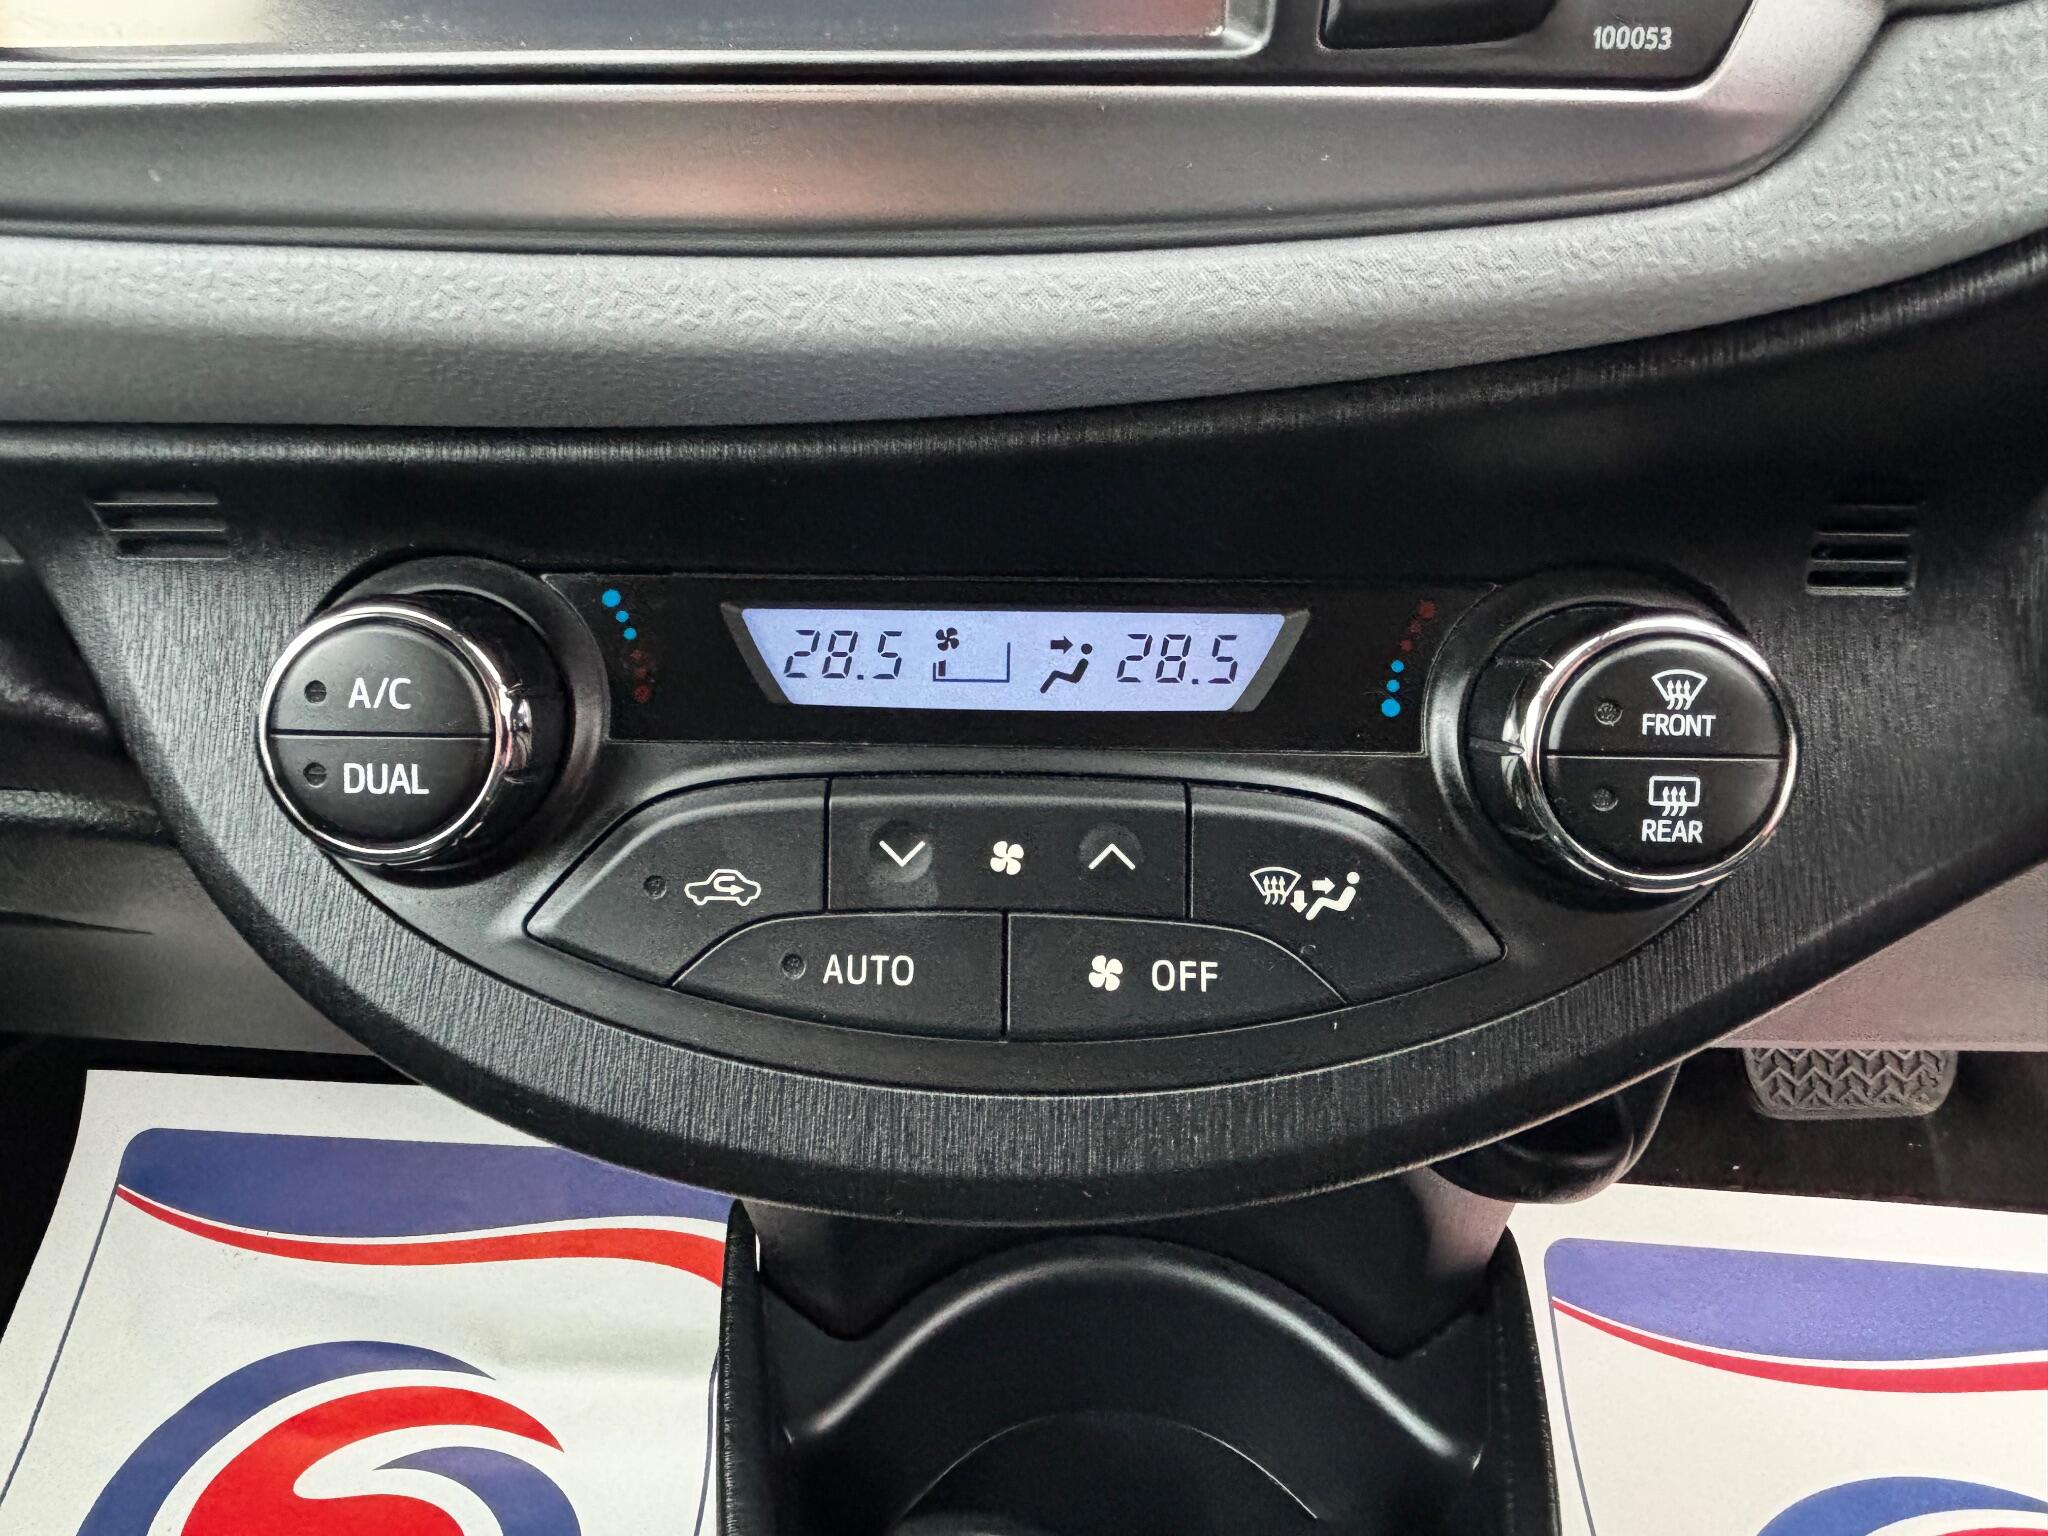 100053
28.5
28.5
A/C
DUAL
FRONT
REAR
AUTO
OFF